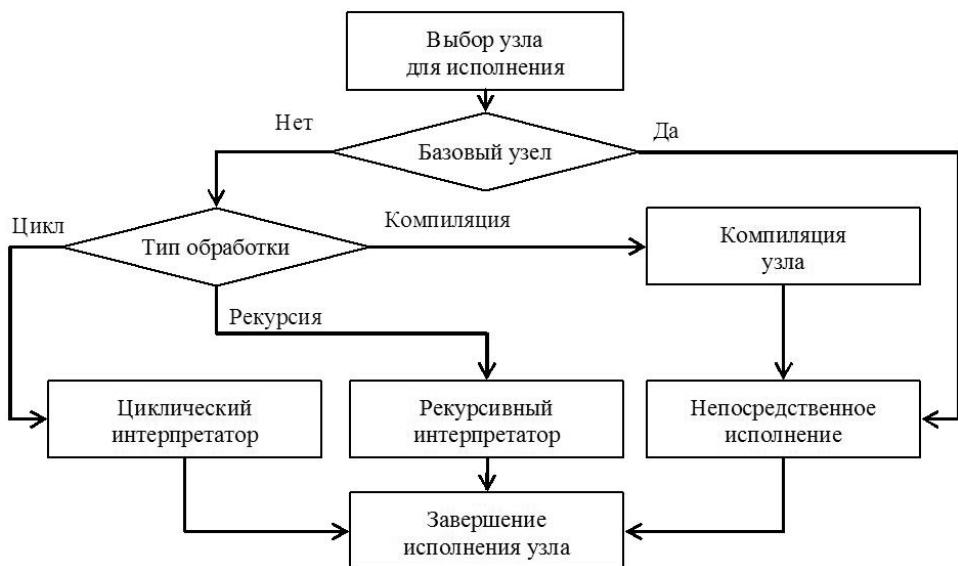 Выбор узла
для исполнения
Нет
Да
Базовый узел
Цикл
Компиляция
Тип обработки
Компиляция
узла
Рекурсия
Циклический
интерпретатор
Рекурсивный
интерпретатор
Непосредственное
исполнение
Завершение
исполнения узла